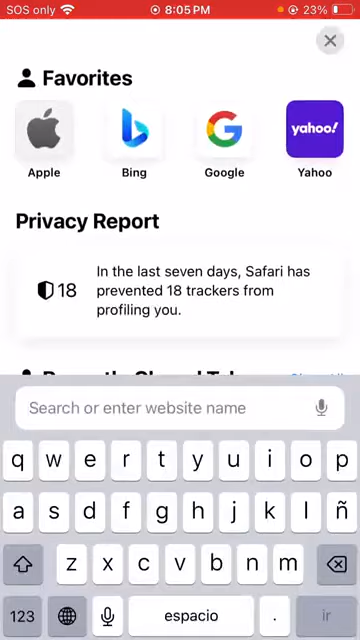 SOS only 8:05 PM 23%
Favorites
yahoo!
Apple Bing Google Yahoo
Privacy Report
18
In the last seven days, Safari has
prevented 18 trackers from
profiling you.
Search or enter website name
q w e r t y u i o p
a s d f g h j k l ñ
z x c v b n m
123 espacio . ir